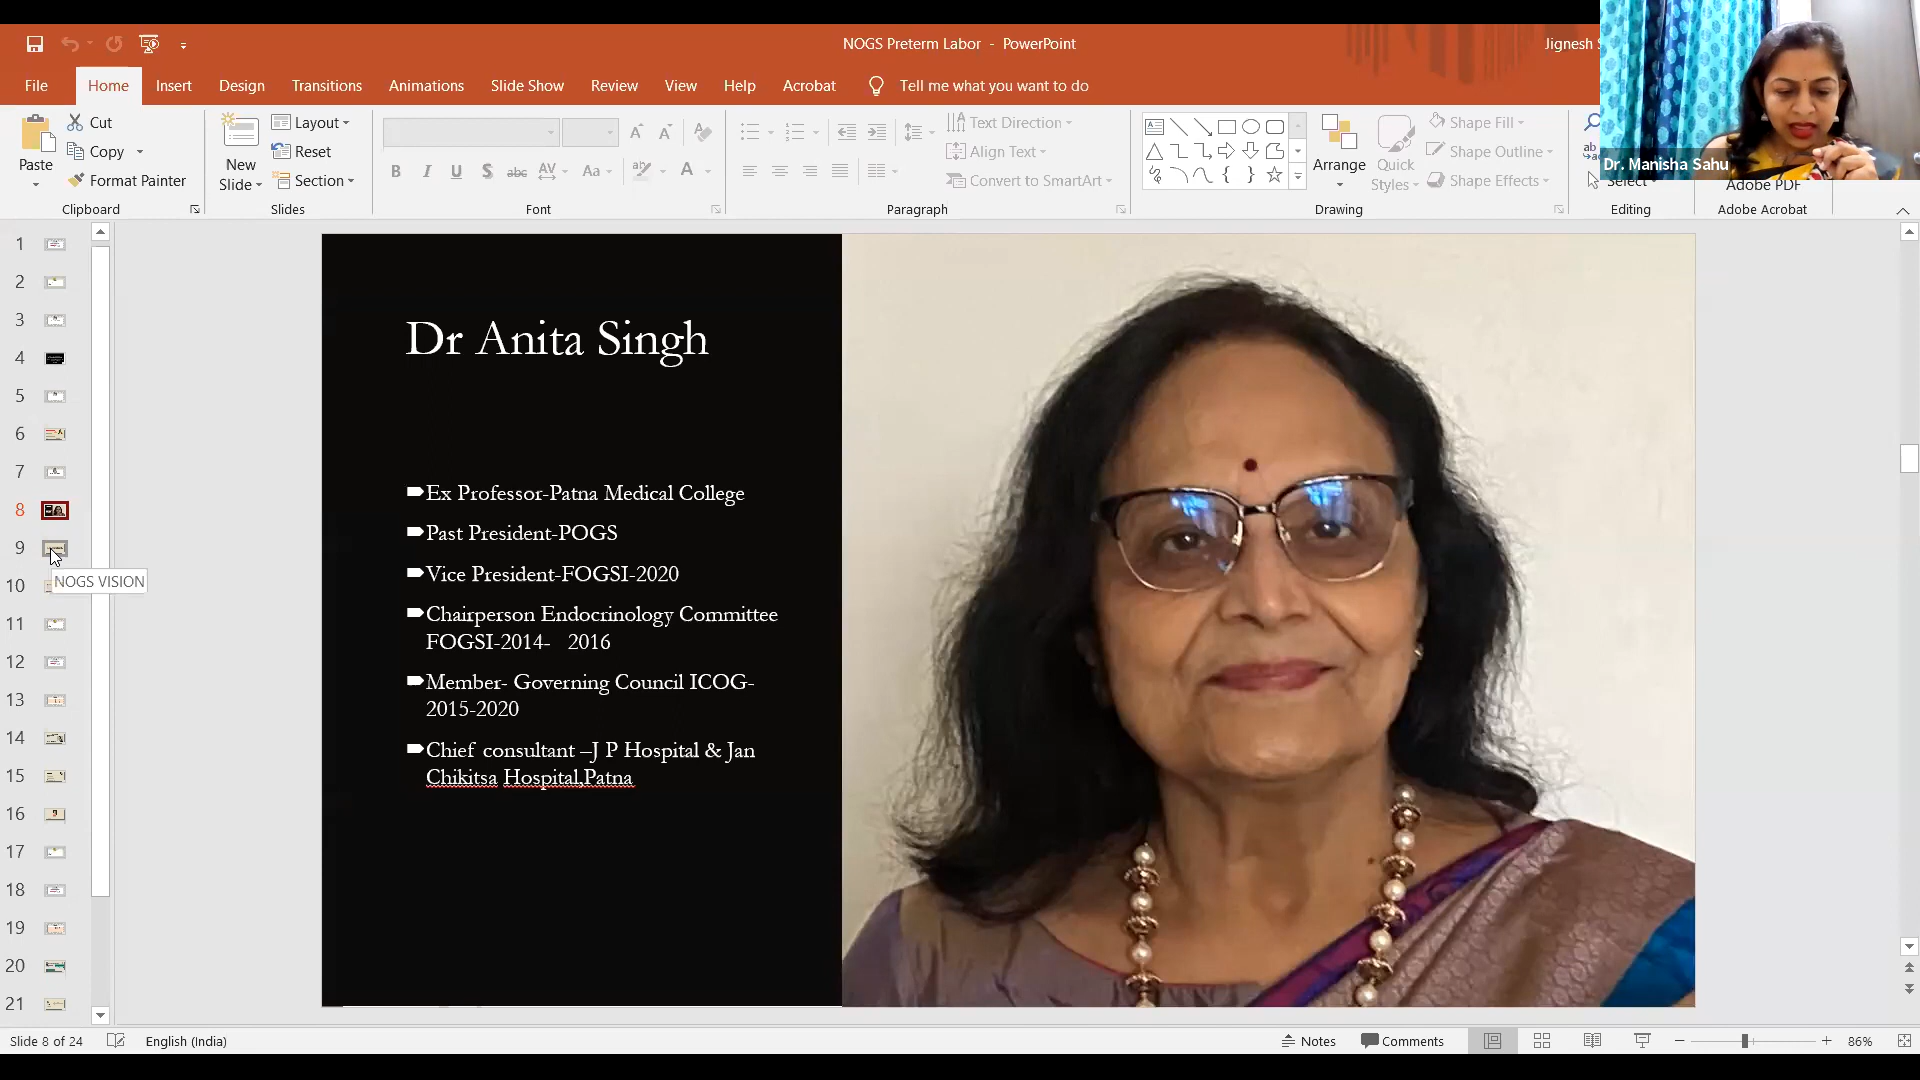 NOGS Preterm Labor - PowerPoint
Jignesh
File Home Insert Design Transitions Animations Slide Show Review View Help Acrobat Tell me what you want to do
Paste
Cut
Copy
Format Painter
Clipboard
New
Slide
Layout
Reset
Section
Slides
B I U S abc AV Aa A
Font
Text Direction
Align Text
Convert to SmartArt
Paragraph
Arrange
Quick
Styles
Shape Fill
Shape Outline
Shape Effects
Drawing
Select
Editing
Adobe PDF
Adobe Acrobat
Dr. Manisha Sahu
1
2
3
4
5
6
7
8
9
NOGS VISION
10
11
12
13
14
15
16
17
18
19
20
21
Dr Anita Singh
Ex Professor-Patna Medical College
Past President-POGS
Vice President-FOGSI-2020
Chairperson Endocrinology Committee
FOGSI-2014- 2016
Member- Governing Council ICOG-
2015-2020
Chief consultant –J P Hospital & Jan
Chikitsa Hospital,Patna
Slide 8 of 24 English (India) Notes Comments 86%